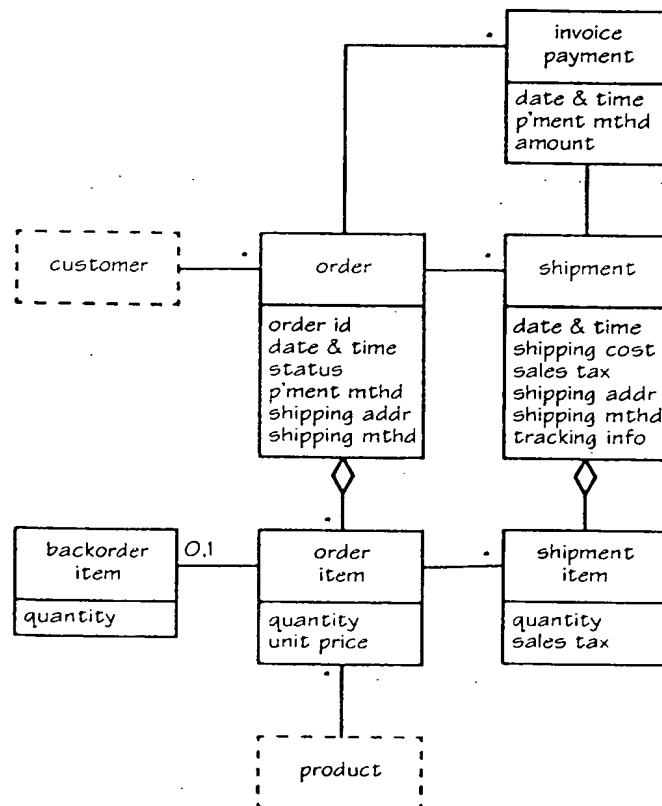 invoice
payment
date & time
p'ment mthd
amount
customer
order
order id
date & time
status
p'ment mthd
shipping addr
shipping mthd
shipment
date & time
shipping cost
sales tax
shipping addr
shipping mthd
tracking info
backorder
item
quantity
0.1
order
item
quantity
unit price
shipment
item
quantity
sales tax
product